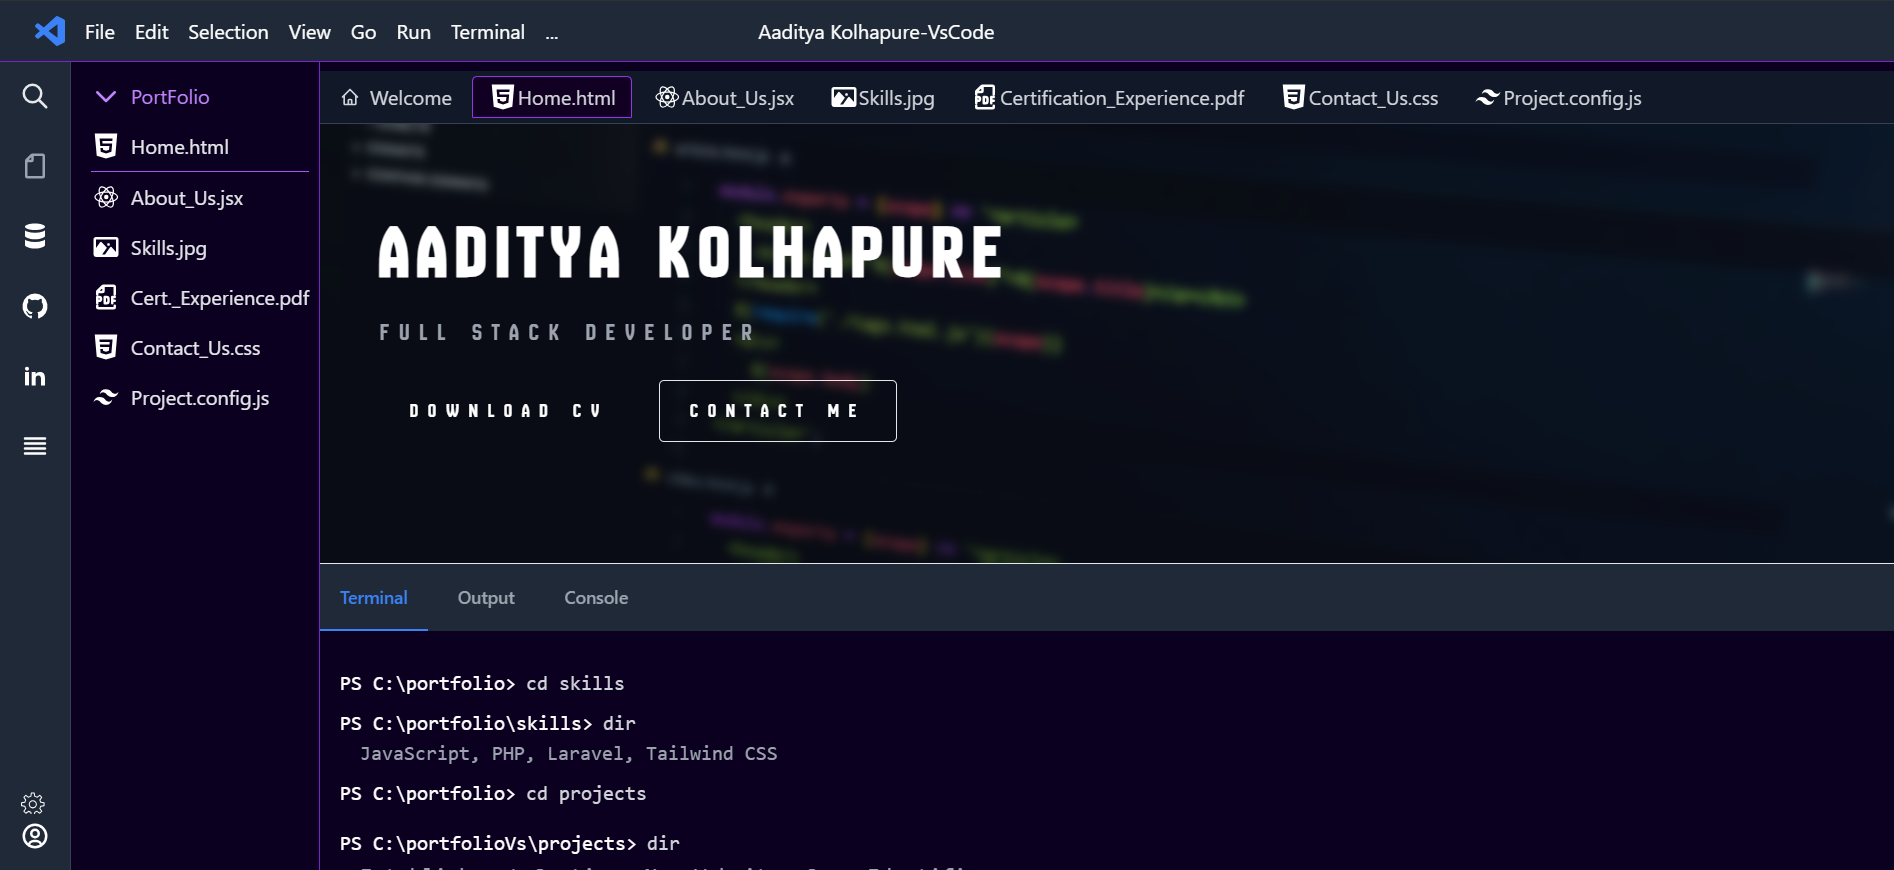 File Edit Selection View Go Run Terminal ... Aaditya Kolhapure-VsCode
PortFolio
Home.html
About_Us.jsx
Skills.jpg
Cert._Experience.pdf
Contact_Us.css
Project.config.js
Welcome Home.html About_Us.jsx Skills.jpg Certification_Experience.pdf Contact_Us.css Project.config.js
AADITYA KOLHAPURE
FULL STACK DEVELOPER
DOWNLOAD CV CONTACT ME
Terminal Output Console
PS C:\portfolio> cd skills
PS C:\portfolio\skills> dir
JavaScript, PHP, Laravel, Tailwind CSS
PS C:\portfolio> cd projects
PS C:\portfolioVs\projects> dir